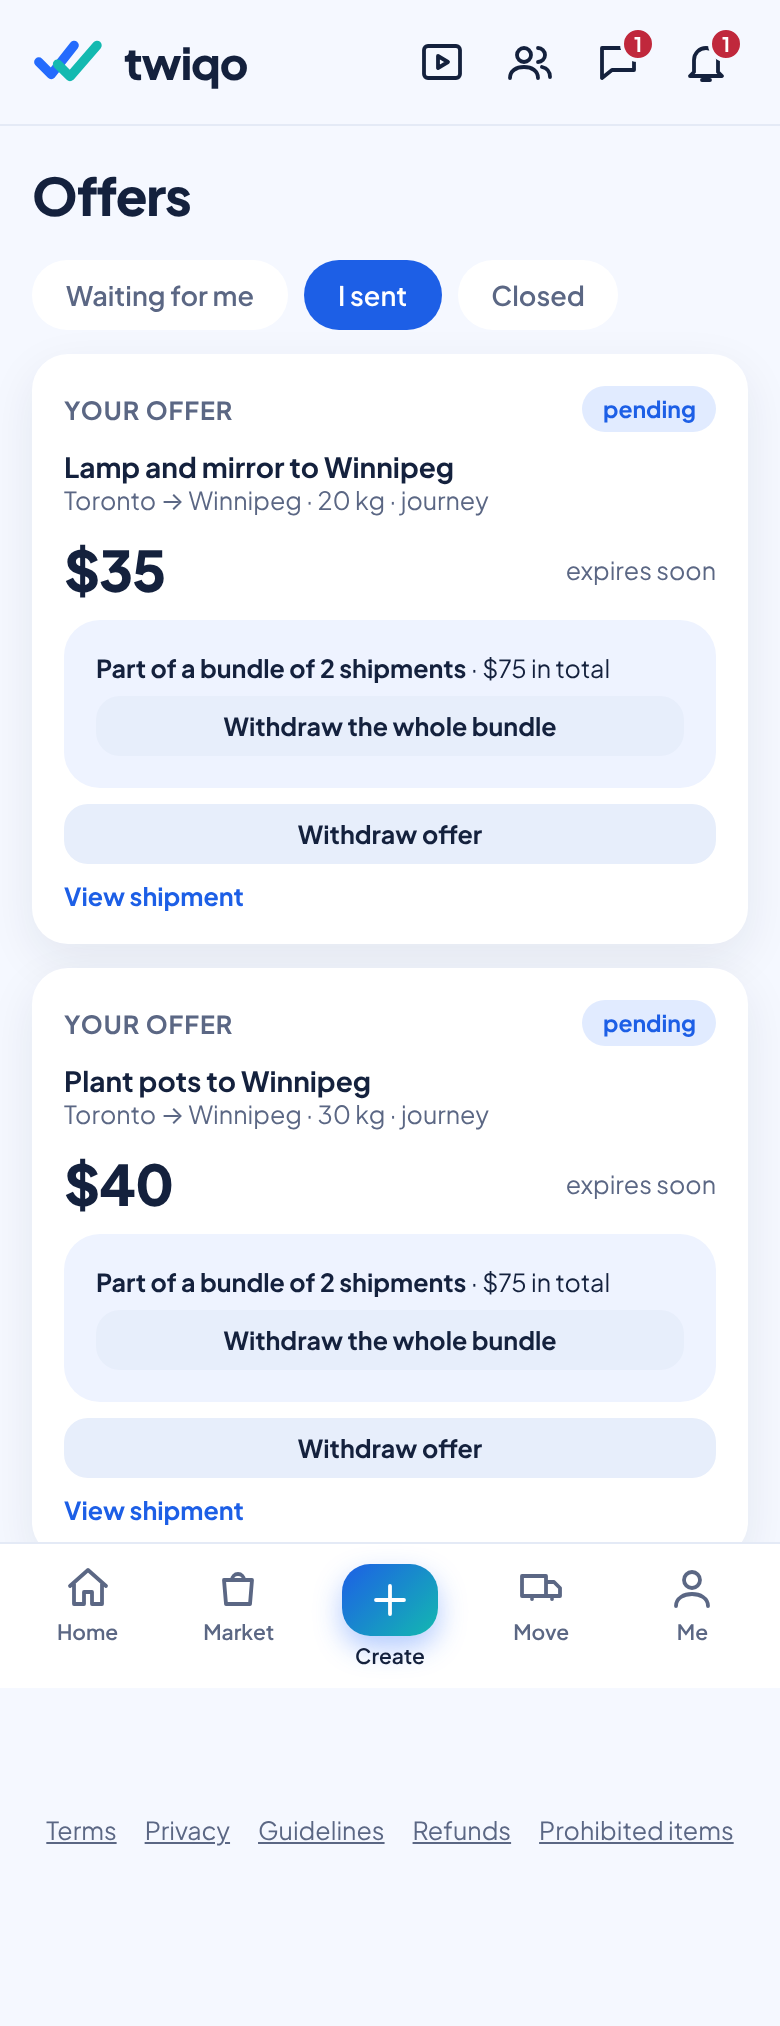 twiqo
1
1
Offers
Waiting for me
I sent
Closed
YOUR OFFER
pending
Lamp and mirror to Winnipeg
Toronto → Winnipeg · 20 kg · journey
$35
expires soon
Part of a bundle of 2 shipments · $75 in total
Withdraw the whole bundle
Withdraw offer
View shipment
YOUR OFFER
pending
Plant pots to Winnipeg
Toronto → Winnipeg · 30 kg · journey
$40
expires soon
Part of a bundle of 2 shipments · $75 in total
Withdraw the whole bundle
Withdraw offer
View shipment
Home
Market
Create
Move
Me
Terms
Privacy
Guidelines
Refunds
Prohibited items